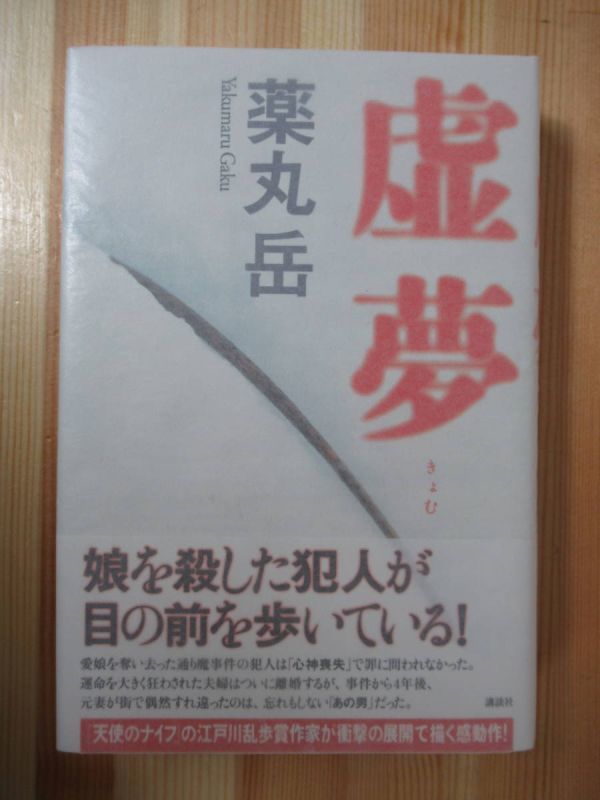 虚夢
きょむ
薬丸 岳
Yakumaru Gaku
娘を殺した犯人が
目の前を歩いている!
愛娘を奪い去った通り魔事件の犯人は「心神喪失」で罪に問われなかった。
運命を大きく狂わされた夫婦はついに離婚するが、事件から4年後、
元妻が街で偶然すれ違ったのは、忘れもしない「あの男」だった。
講談社
『天使のナイフ』の江戸川乱歩賞作家が衝撃の展開で描く感動作!